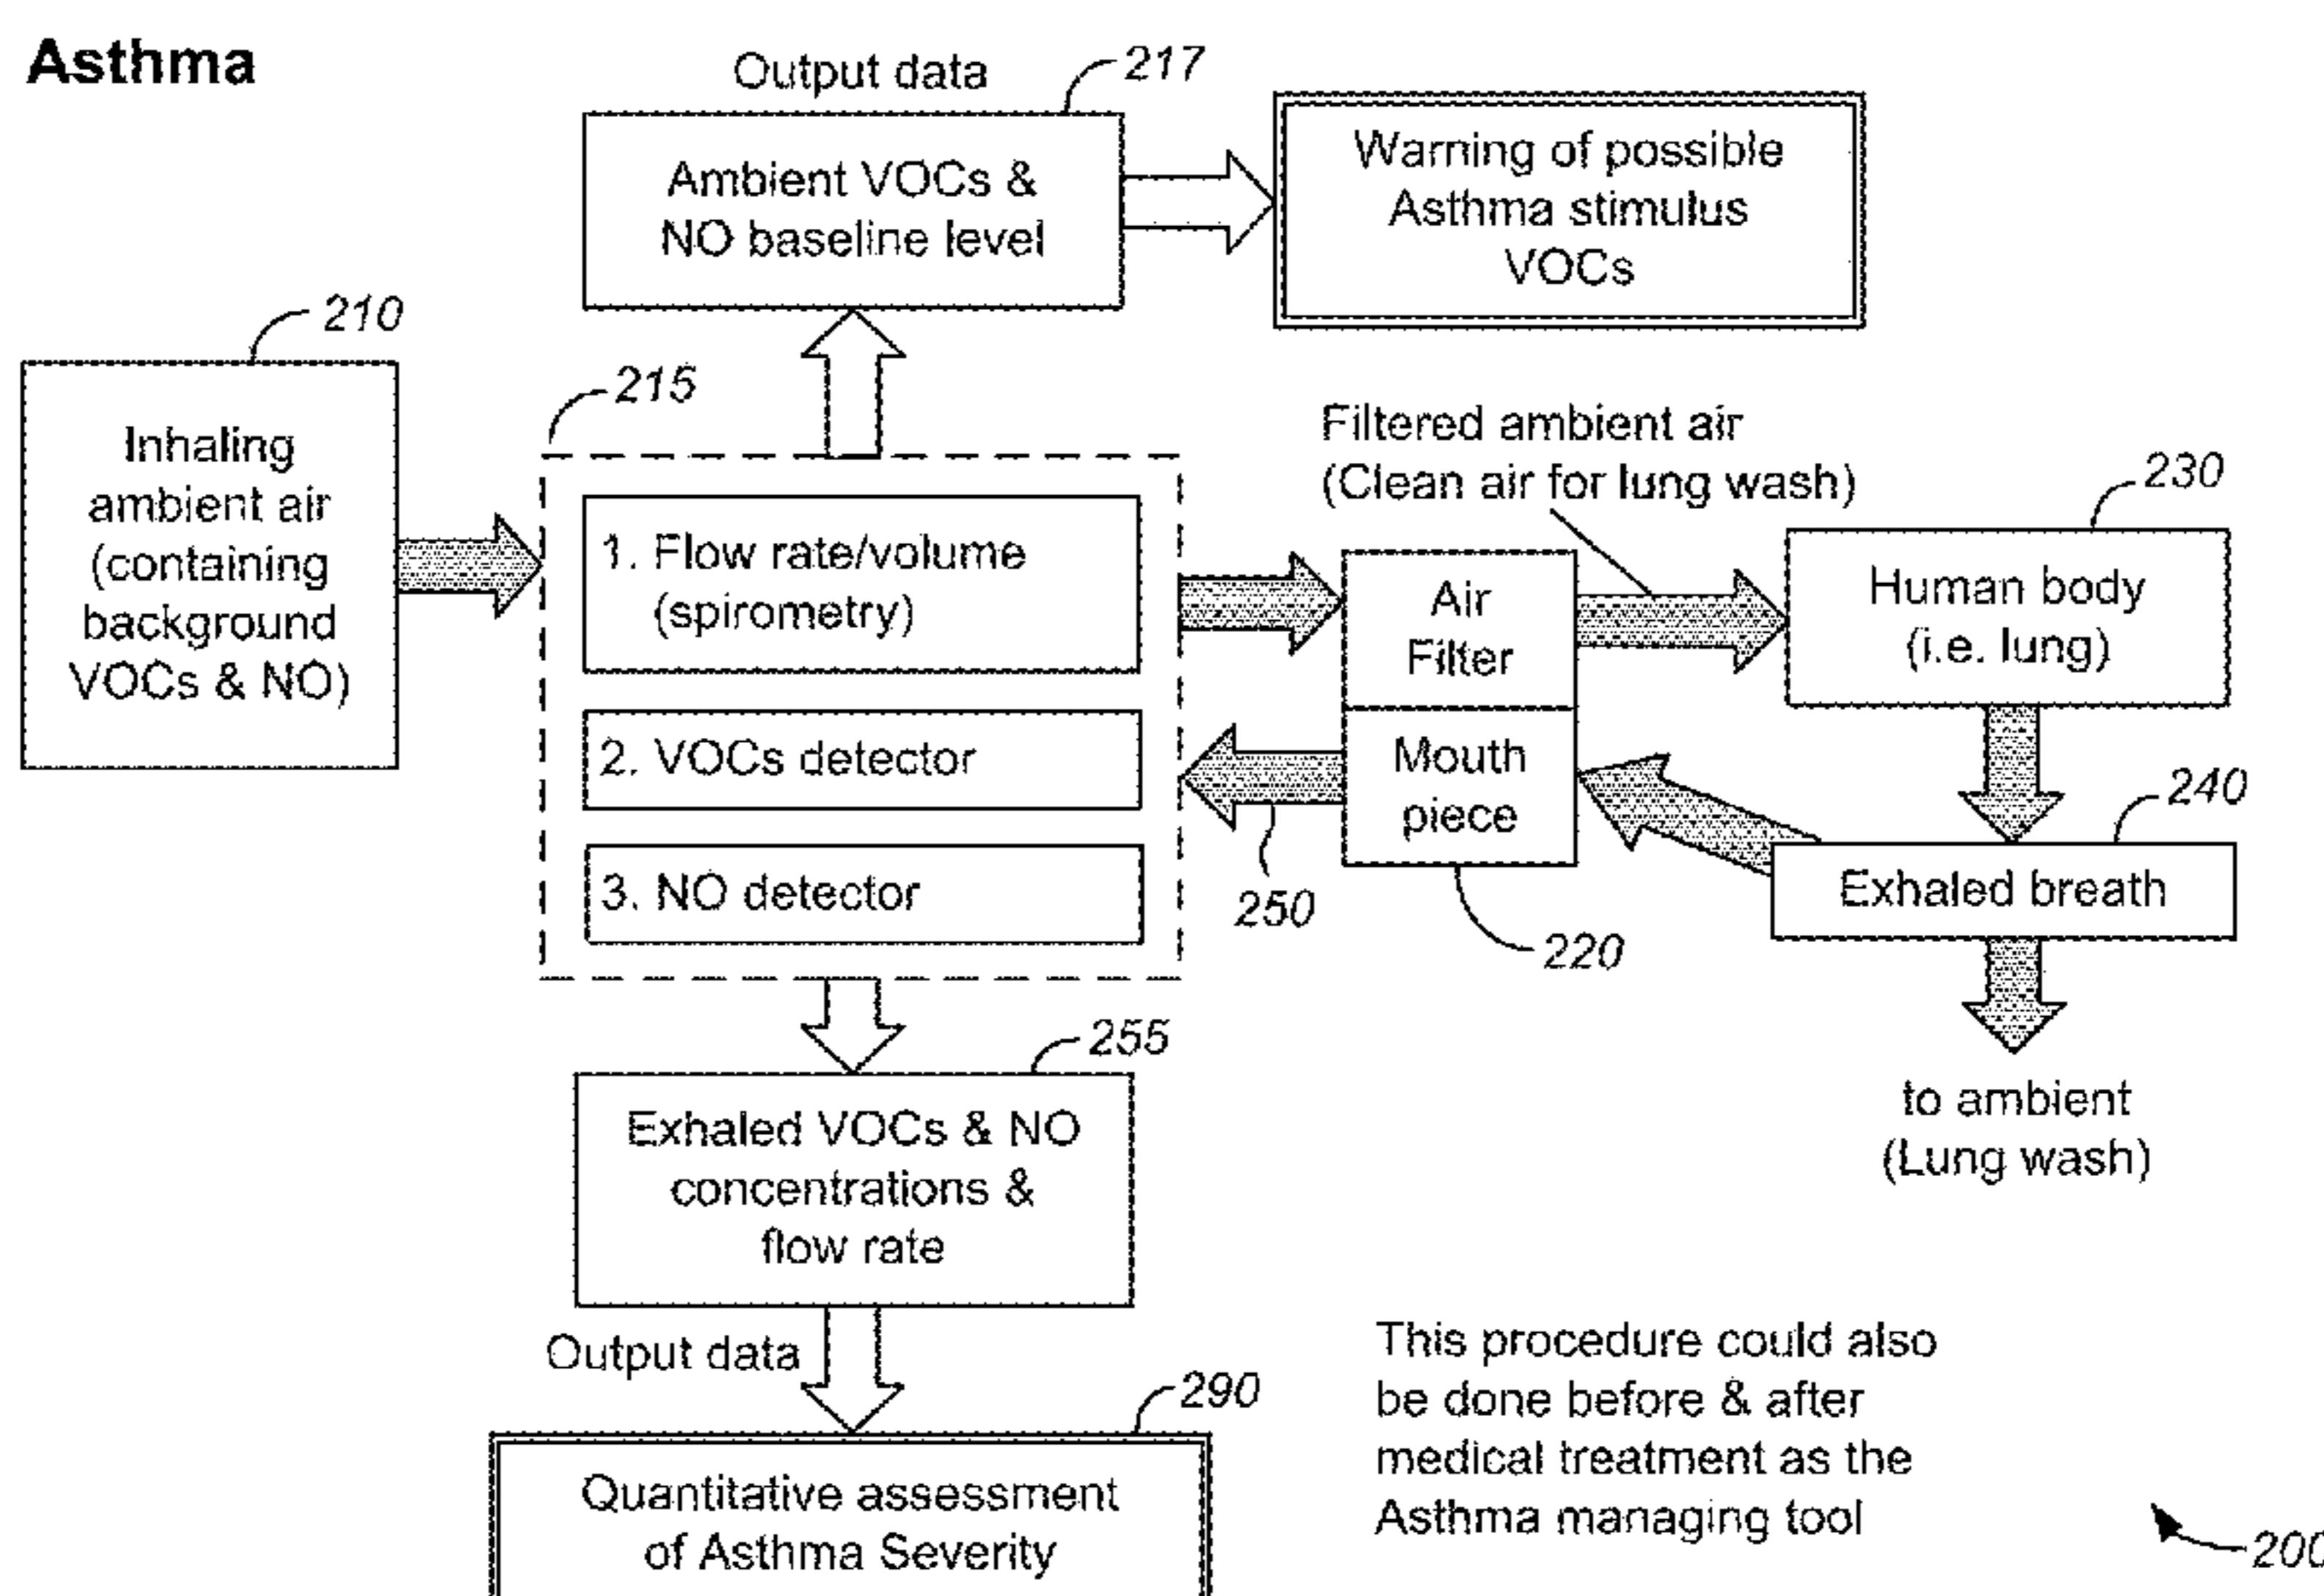 Asthma
Output data
217
Ambient VOCs &
NO baseline level
Warning of possible
Asthma stimulus
VOCs
210
Inhaling
ambient air
(containing
background
VOCs & NO)
215
1. Flow rate/volume
(spirometry)
2. VOCs detector
3. NO detector
Filtered ambient air
(Clean air for lung wash)
230
Air
Filter
Human body
(i.e. lung)
Mouth
piece
250
220
240
Exhaled breath
to ambient
(Lung wash)
255
Exhaled VOCs & NO
concentrations &
flow rate
Output data
290
Quantitative assessment
of Asthma Severity
This procedure could also
be done before & after
medical treatment as the
Asthma managing tool
200